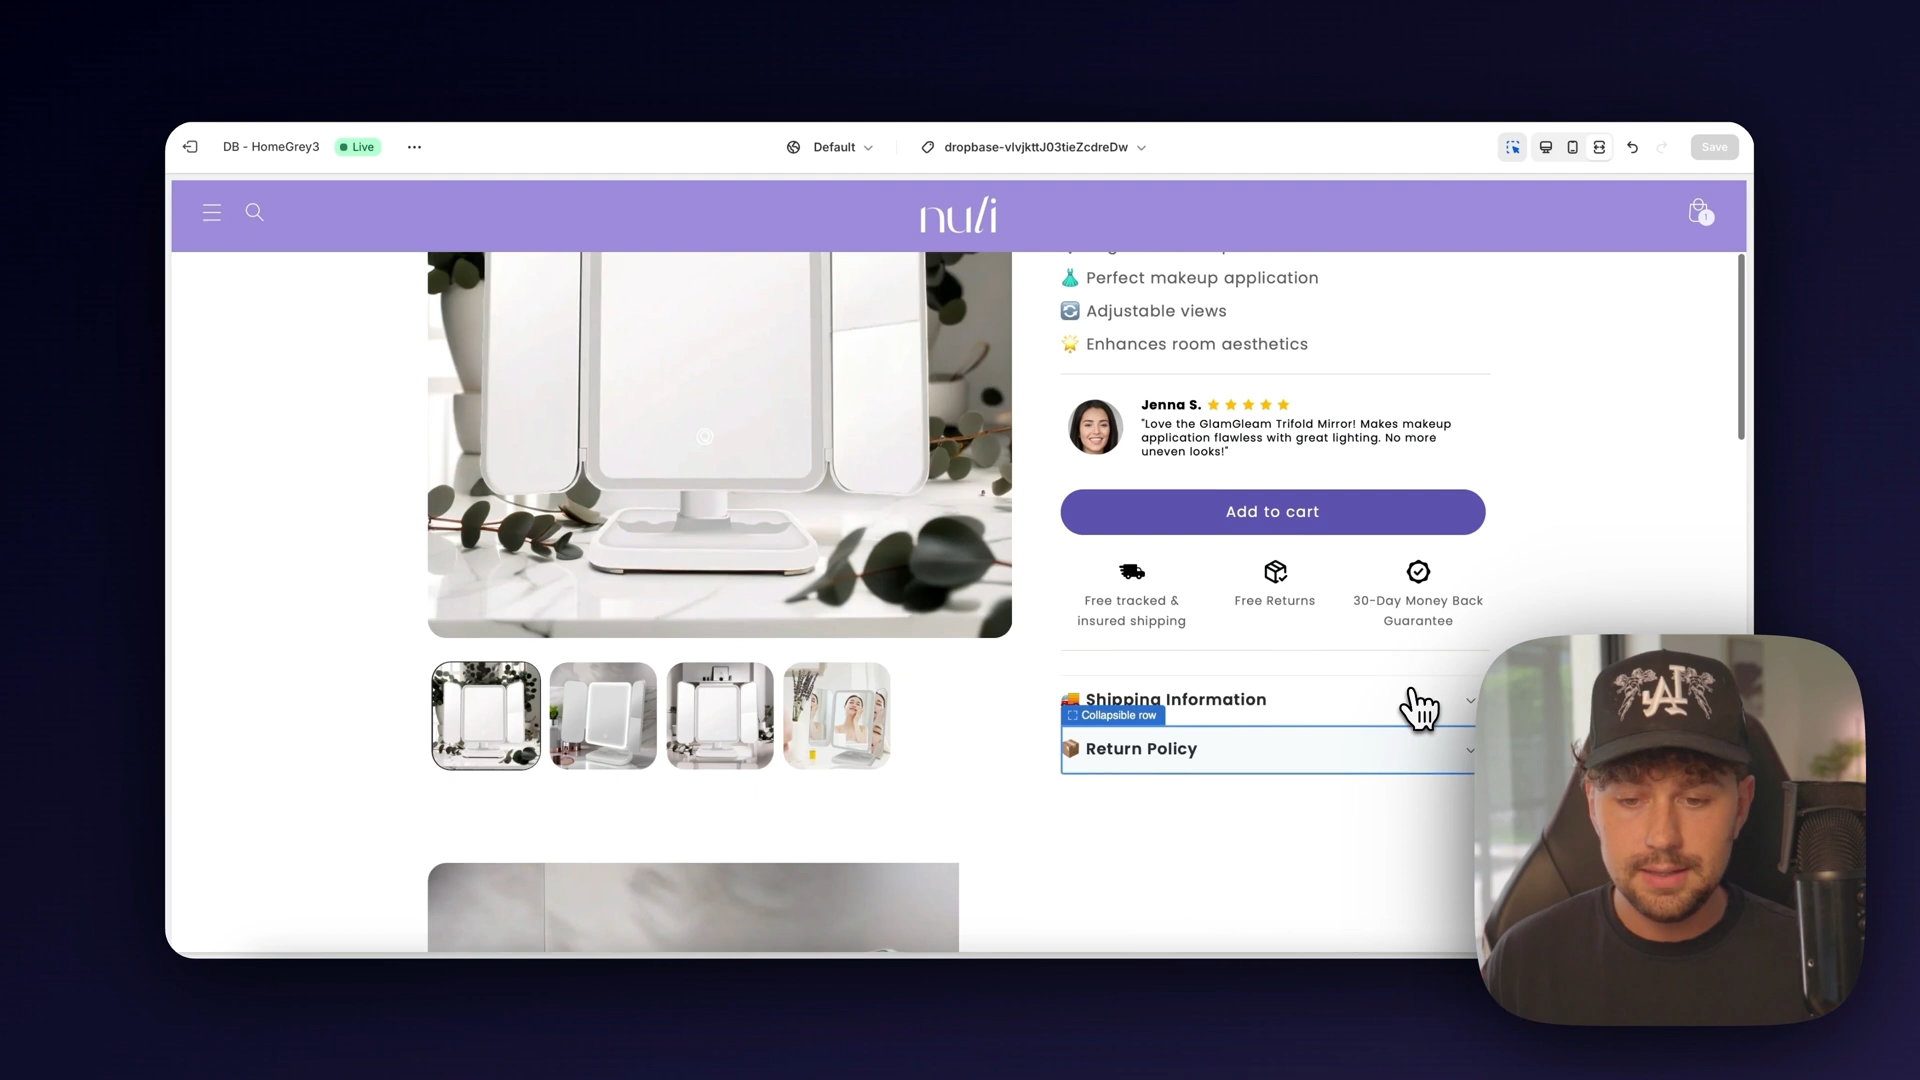 DB - HomeGrey3
Live
Default
dropbase-vlvjkttJ03tieZcdreDw
Save
nuli
1
Perfect makeup application
Adjustable views
Enhances room aesthetics
Jenna S.
"Love the GlamGleam Trifold Mirror! Makes makeup
application flawless with great lighting. No more
uneven looks!"
Add to cart
Free tracked &
insured shipping
Free Returns
30-Day Money Back
Guarantee
Shipping Information
Collapsible row
Return Policy